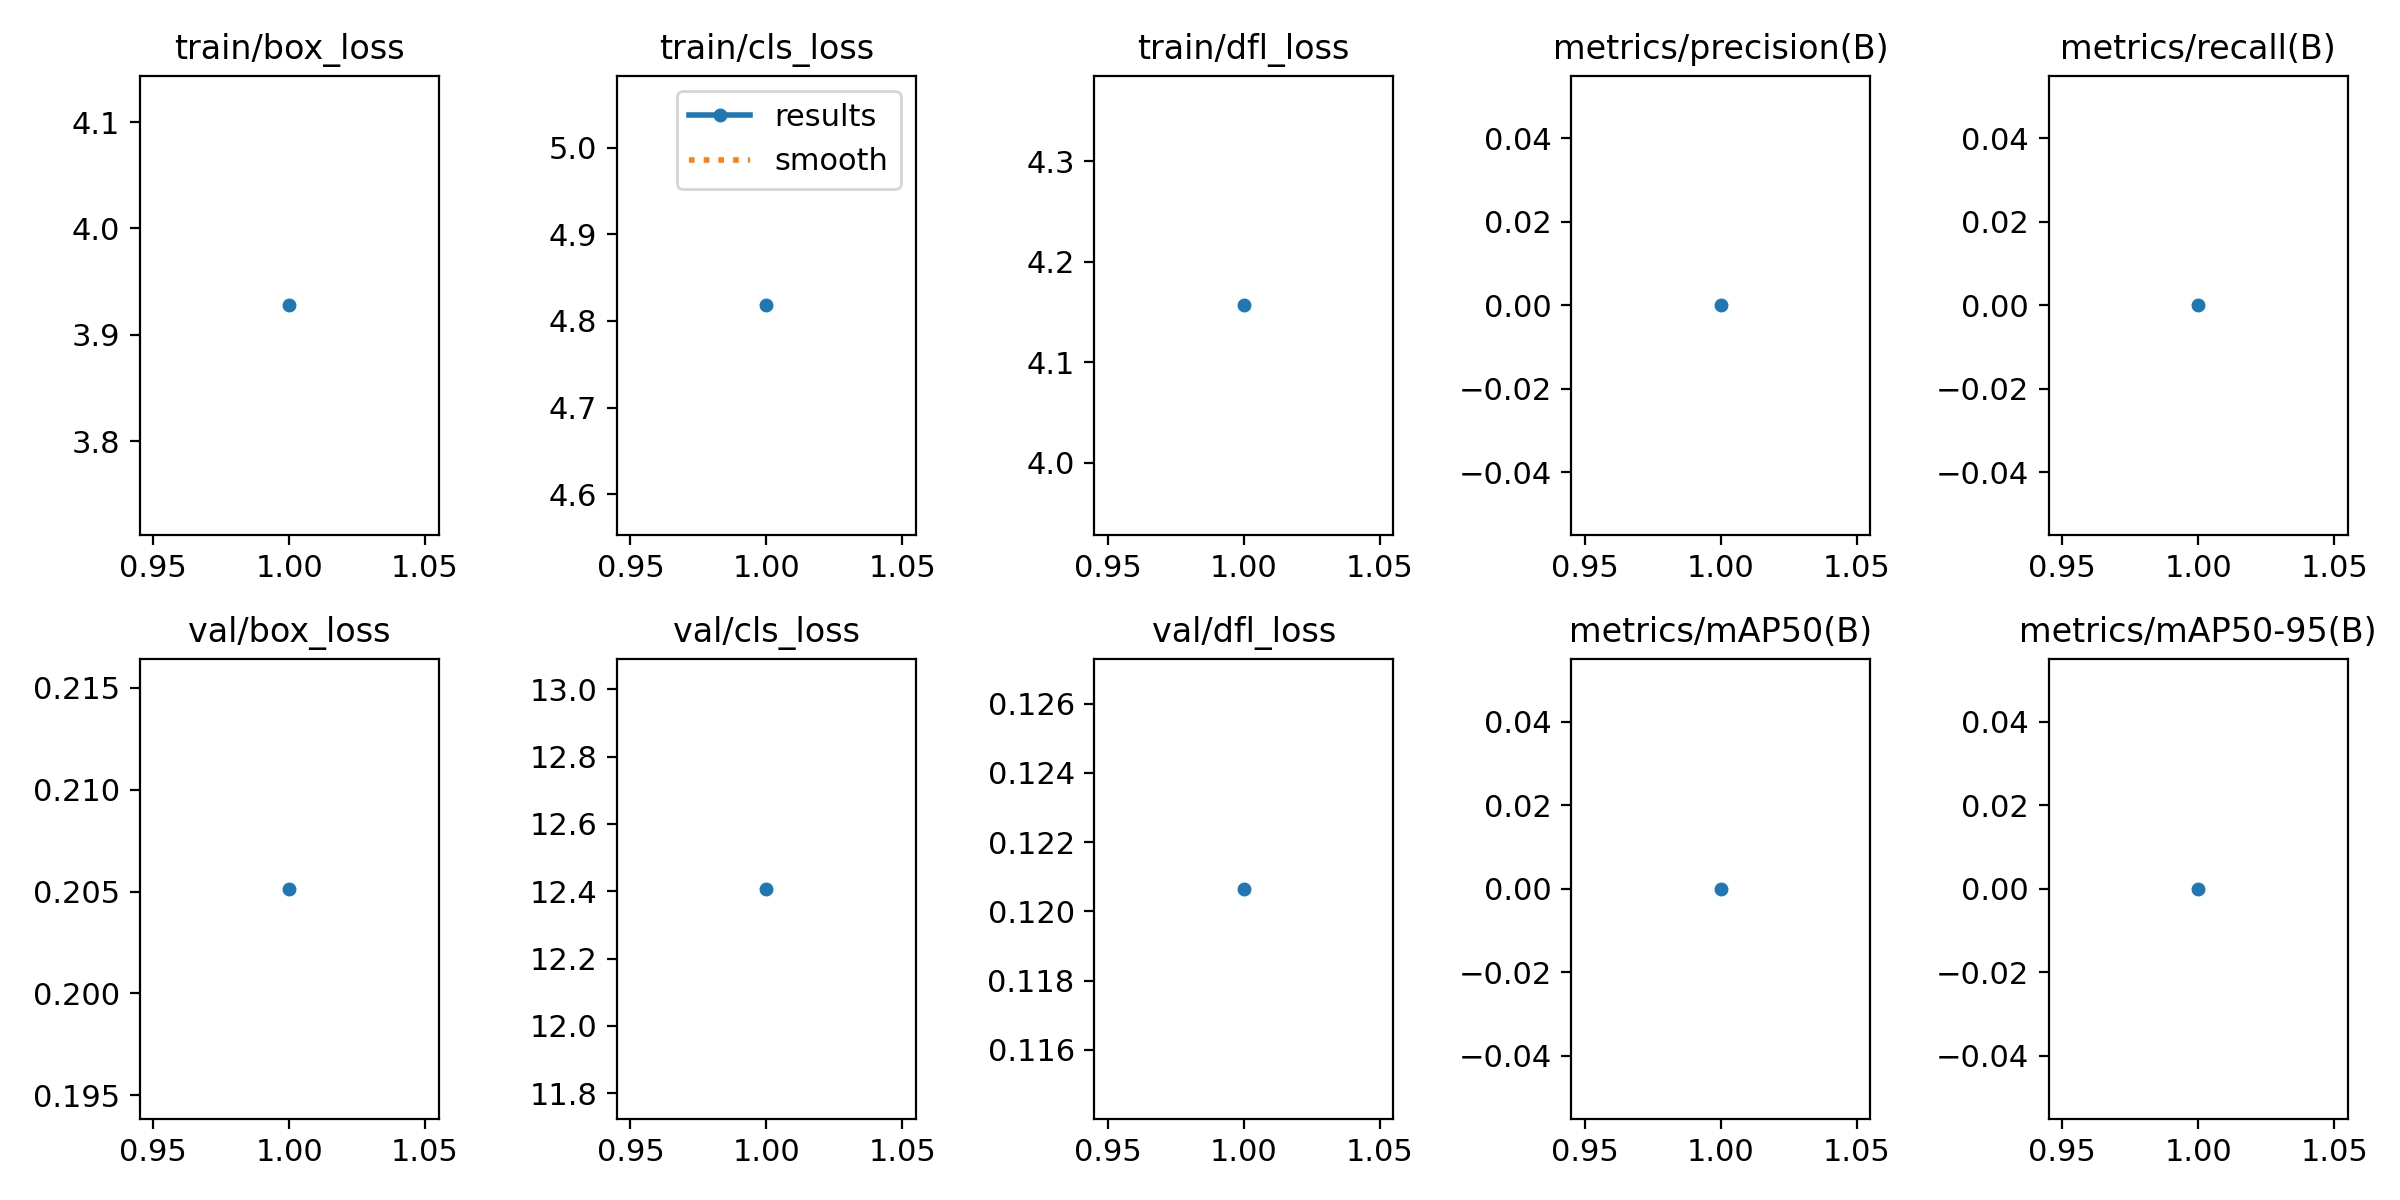 train/box_loss
4.1
4.0
3.9
3.8
0.95 1.00 1.05
train/cls_loss
results
smooth
5.0
4.9
4.8
4.7
4.6
0.95 1.00 1.05
train/dfl_loss
4.3
4.2
4.1
4.0
0.95 1.00 1.05
metrics/precision(B)
0.04
0.02
0.00
−0.02
−0.04
0.95 1.00 1.05
metrics/recall(B)
0.04
0.02
0.00
−0.02
−0.04
0.95 1.00 1.05
val/box_loss
0.215
0.210
0.205
0.200
0.195
0.95 1.00 1.05
val/cls_loss
13.0
12.8
12.6
12.4
12.2
12.0
11.8
0.95 1.00 1.05
val/dfl_loss
0.126
0.124
0.122
0.120
0.118
0.116
0.95 1.00 1.05
metrics/mAP50(B)
0.04
0.02
0.00
−0.02
−0.04
0.95 1.00 1.05
metrics/mAP50-95(B)
0.04
0.02
0.00
−0.02
−0.04
0.95 1.00 1.05